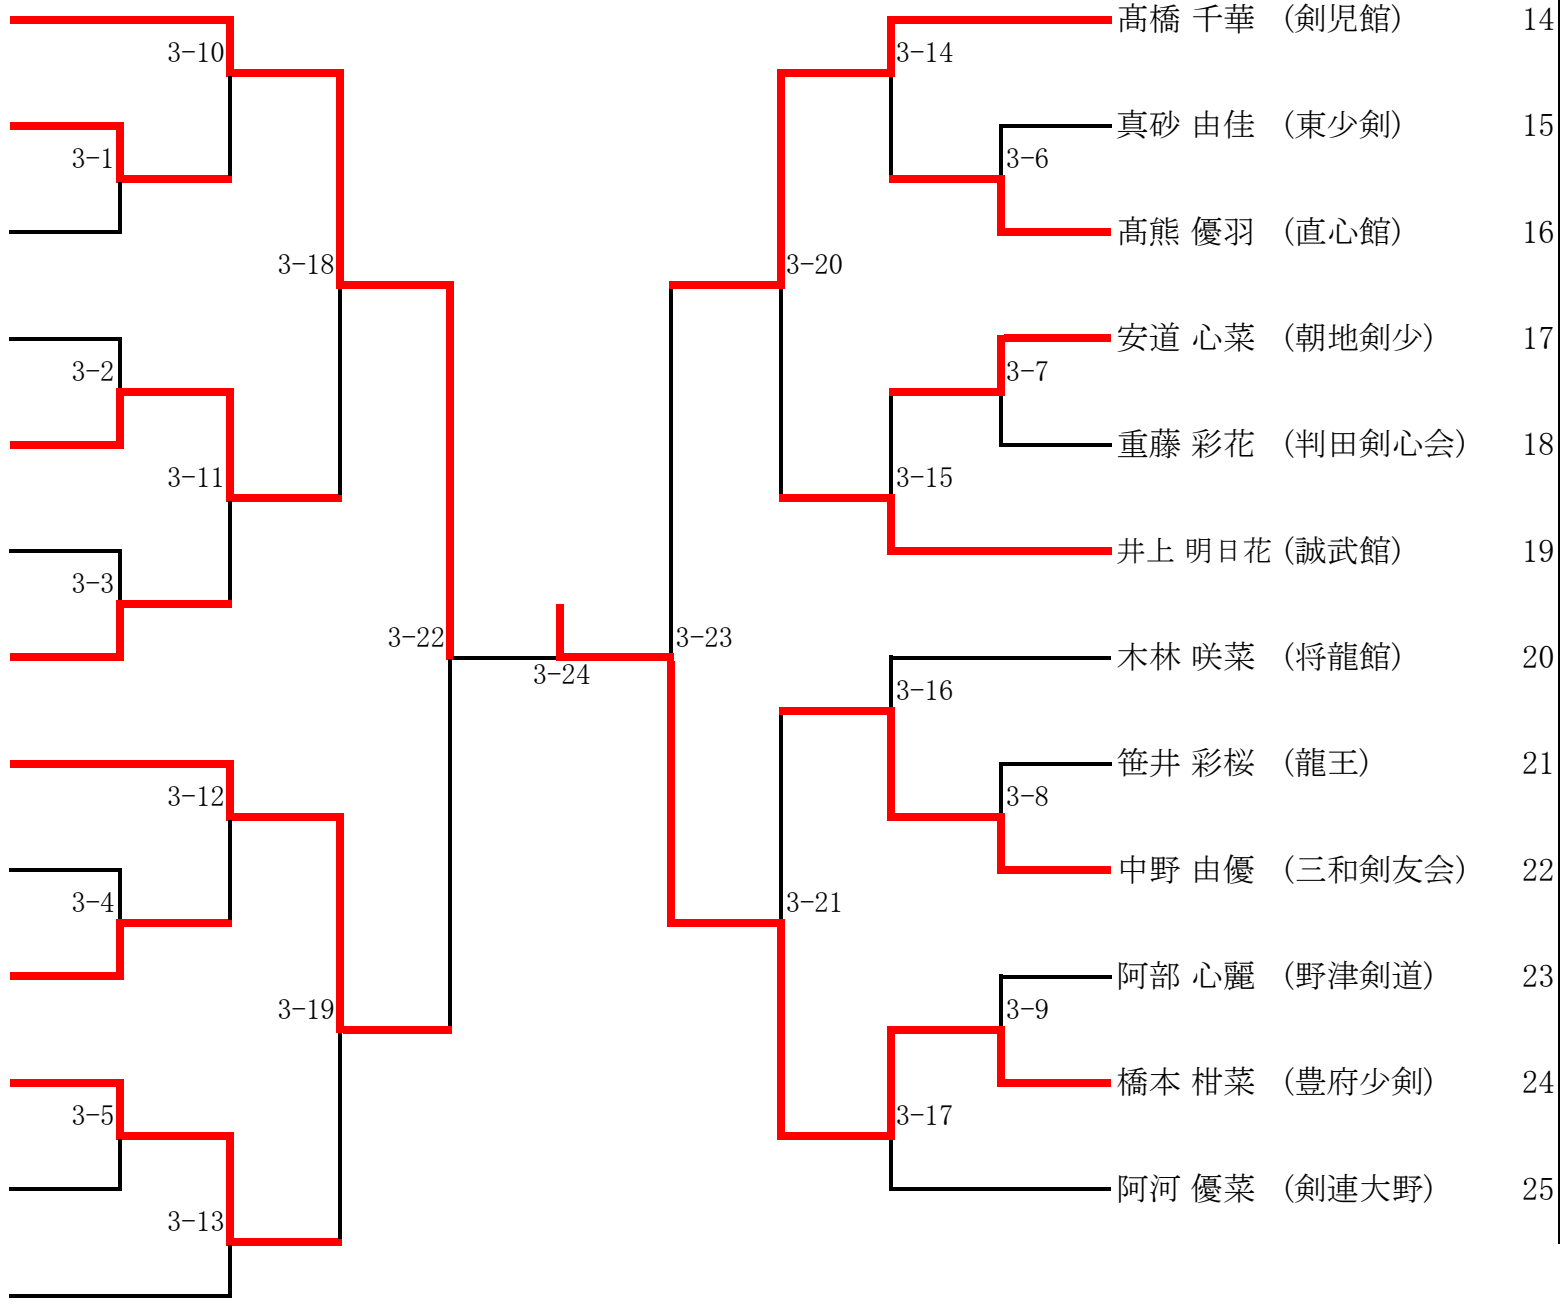 3-10
3-14
髙橋 千華 (剣児館) 14
真砂 由佳 (東少剣) 15
3-1
3-6
髙熊 優羽 (直心館) 16
3-18
3-20
安道 心菜 (朝地剣少) 17
3-2
3-7
重藤 彩花 (判田剣心会) 18
3-11
3-15
井上 明日花 (誠武館) 19
3-3
3-22
3-23
3-24
木林 咲菜 (将龍館) 20
3-16
笹井 彩桜 (龍王) 21
3-12
3-8
中野 由優 (三和剣友会) 22
3-4
3-21
阿部 心麗 (野津剣道) 23
3-19
3-9
橋本 柑菜 (豊府少剣) 24
3-5
3-17
阿河 優菜 (剣連大野) 25
3-13